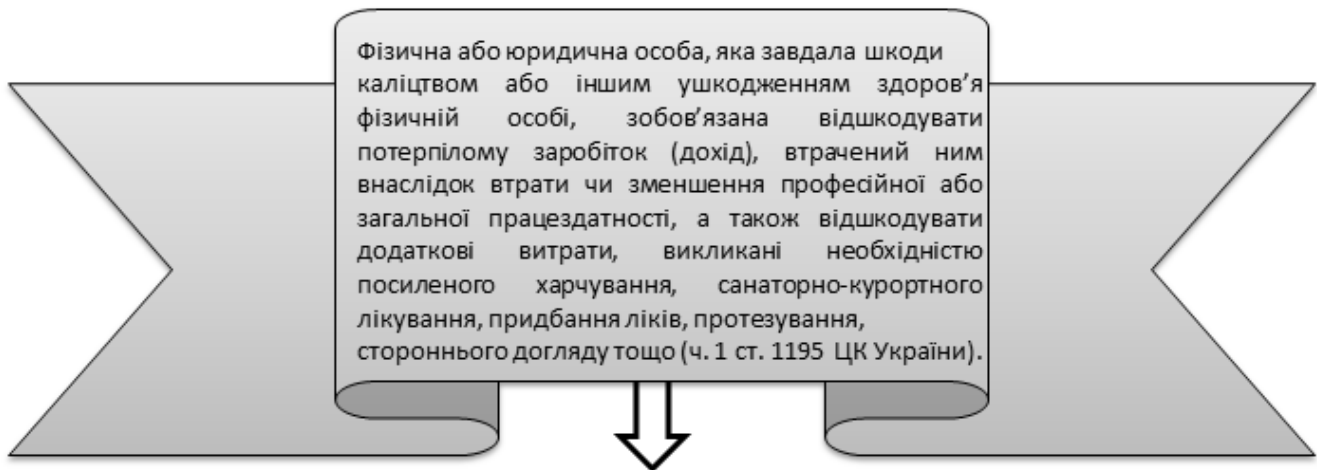 Фізична або юридична особа, яка завдала шкоди
каліцтвом або іншим ушкодженням здоров’я
фізичній особі, зобов’язана відшкодувати
потерпілому заробіток (дохід), втрачений ним
внаслідок втрати чи зменшення професійної або
загальної працездатності, а також відшкодувати
додаткові витрати, викликані необхідністю
посиленого харчування, санаторно-курортного
лікування, придбання ліків, протезування,
стороннього догляду тощо (ч. 1 ст. 1195 ЦК України).